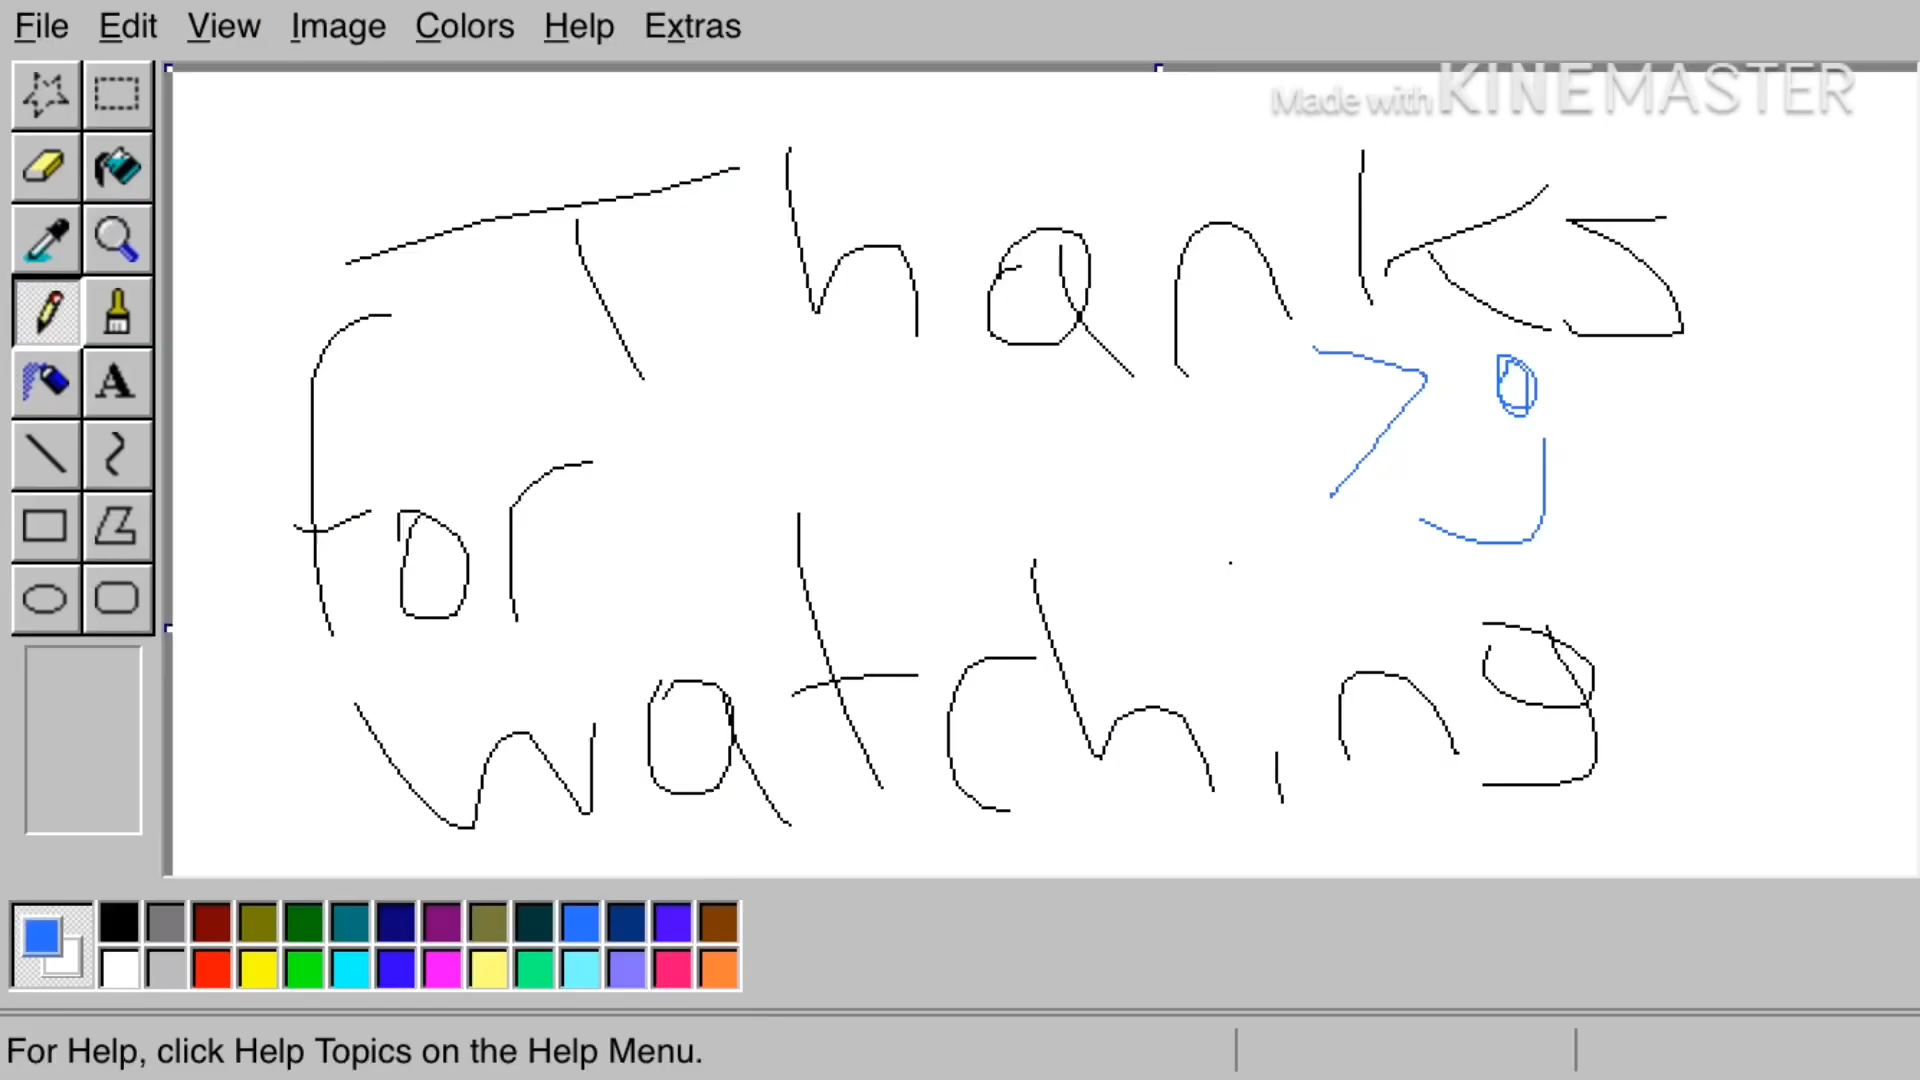 File Edit View Image Colors Help Extras
Made with KINEMASTER
Thanks
for
watching
For Help, click Help Topics on the Help Menu.